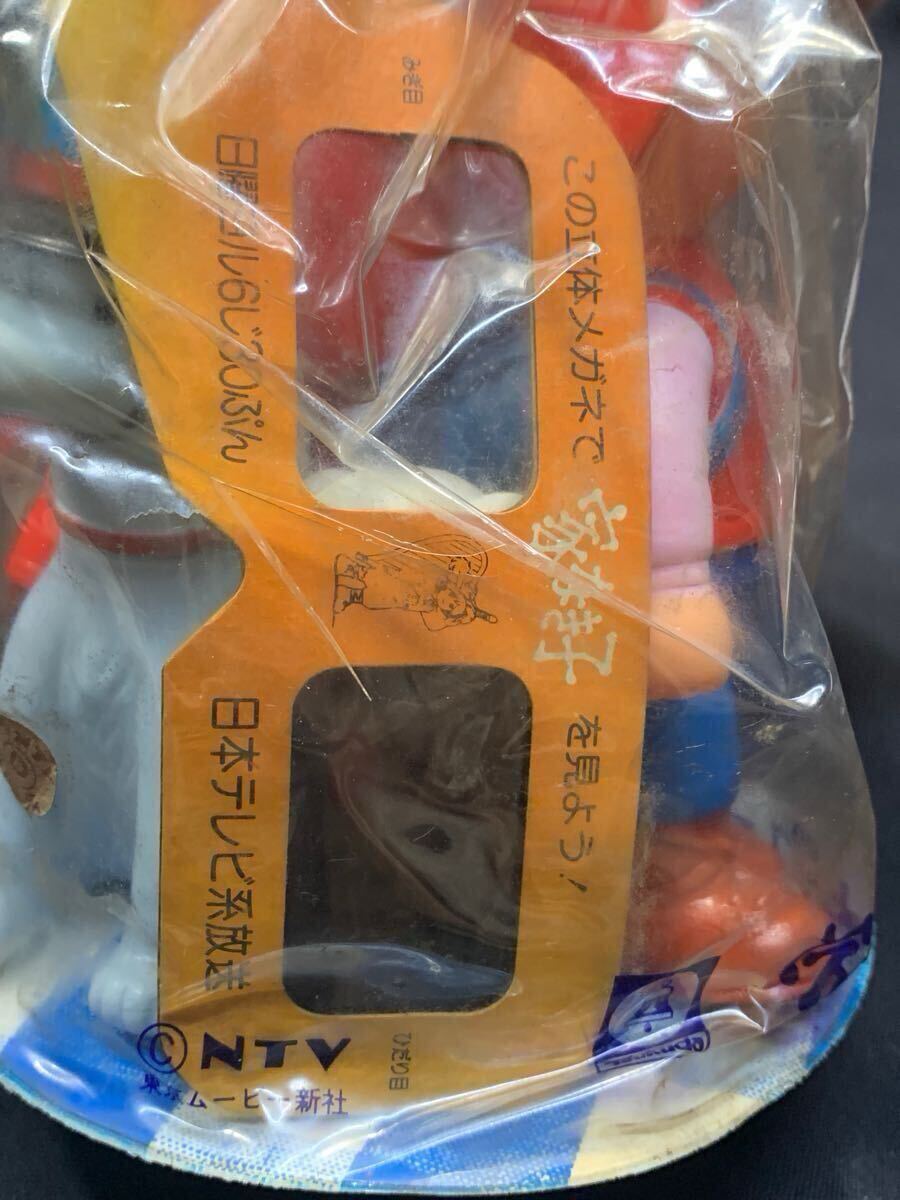 みぎ目
この立体メガネで
家なき子
を見よう!
日曜ヨル6じ30ぷん
日本テレビ系放送
ひだり目
© NTV
東京ムービー新社